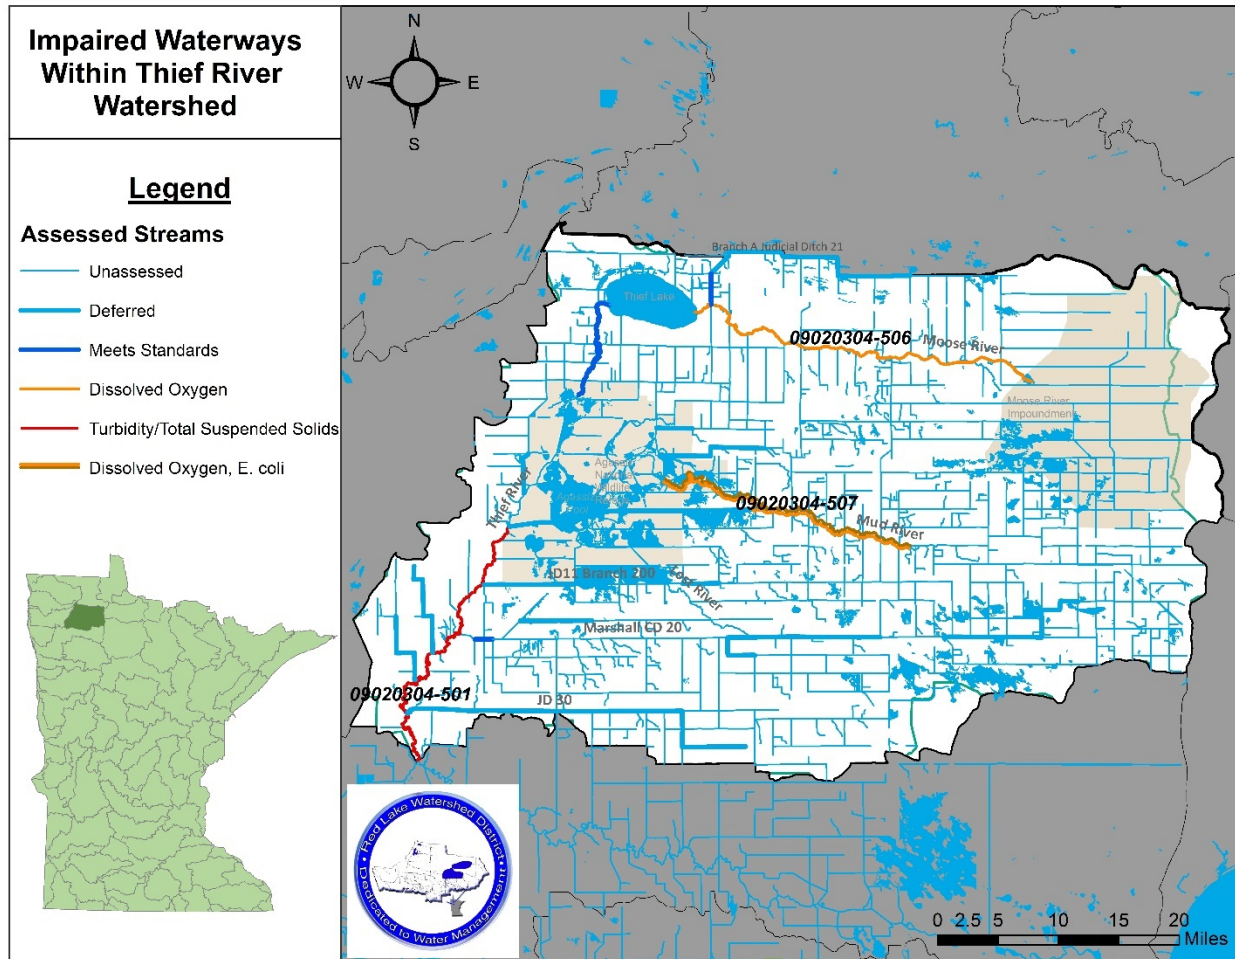 Impaired Waterways
Within Thief River
Watershed
Legend
Assessed Streams
Unassessed
Deferred
Meets Standards
Dissolved Oxygen
Turbidity/Total Suspended Solids
Dissolved Oxygen, E. coli
N
W E
S
Branch A Judicial Ditch 21
Thief Lake
09020304-506
Moose River
Moose River
Impoundment
Thief River
09020304-507
Mud River
JD11 Branch 200
Lost River
Marshall CD 20
09020304-501
JD 30
Red Lake Watershed District
Dedicated to Water Management
0 2.5 5 10 15 20
Miles